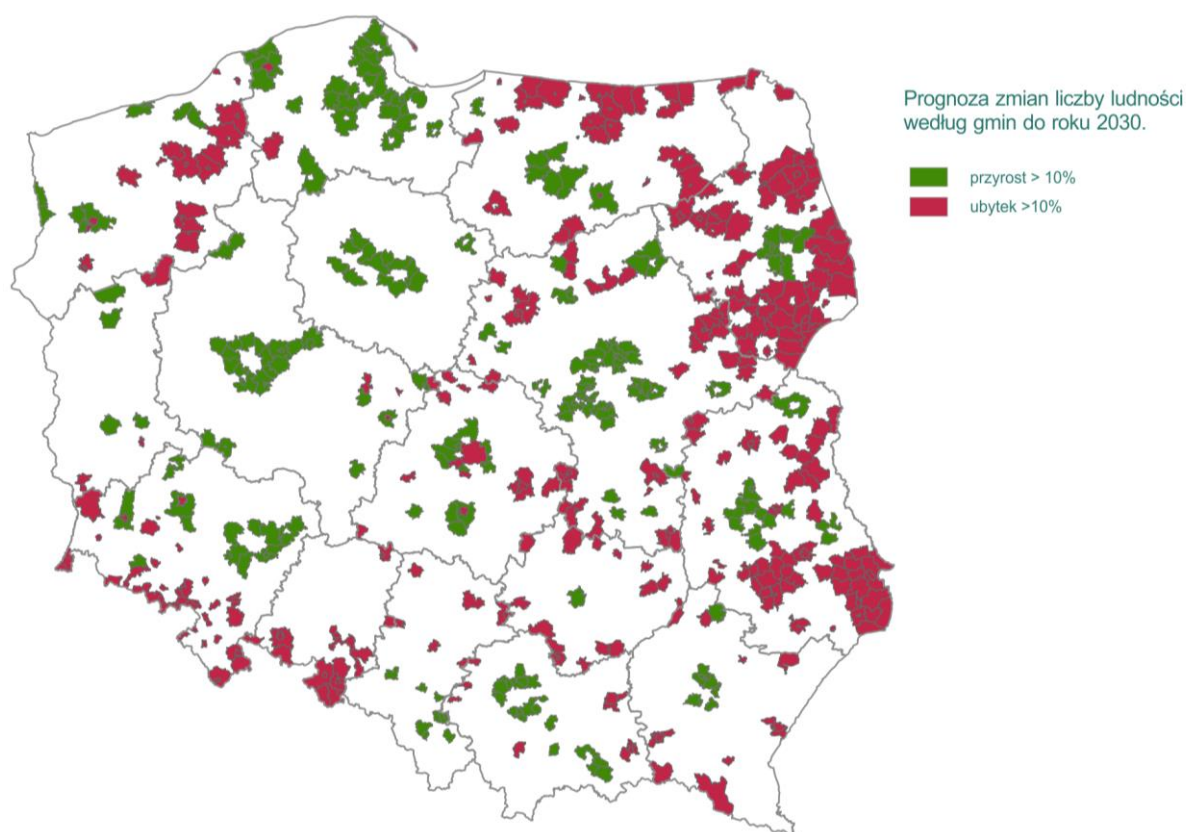 Prognoza zmian liczby ludności
według gmin do roku 2030.
przyrost > 10%
ubytek >10%